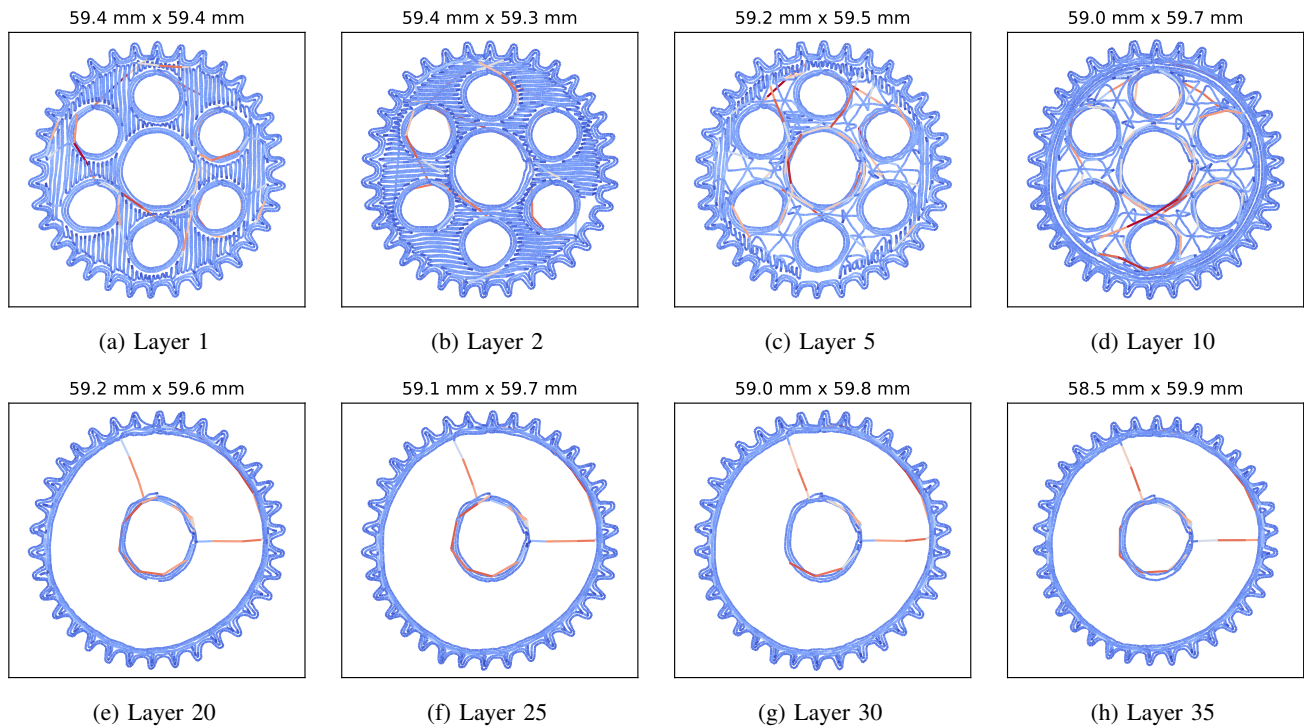 59.4 mm x 59.4 mm
59.4 mm x 59.3 mm
59.2 mm x 59.5 mm
59.0 mm x 59.7 mm
(a) Layer 1
(b) Layer 2
(c) Layer 5
(d) Layer 10
59.2 mm x 59.6 mm
59.1 mm x 59.7 mm
59.0 mm x 59.8 mm
58.5 mm x 59.9 mm
(e) Layer 20
(f) Layer 25
(g) Layer 30
(h) Layer 35